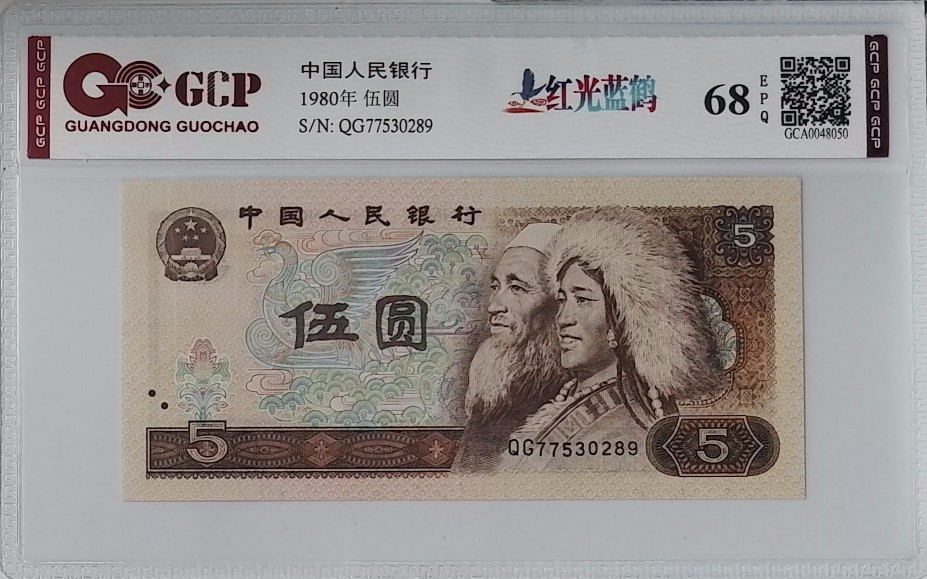 GCP GCP GCP
GCP
GUANGDONG GUOCHAO
中国人民银行
1980年 伍圆
S/N: QG77530289
红光蓝鹤
68
EPQ
GCA0048050
GCP GCP GCP
中国人民银行
5
伍圆
5
QG77530289
5